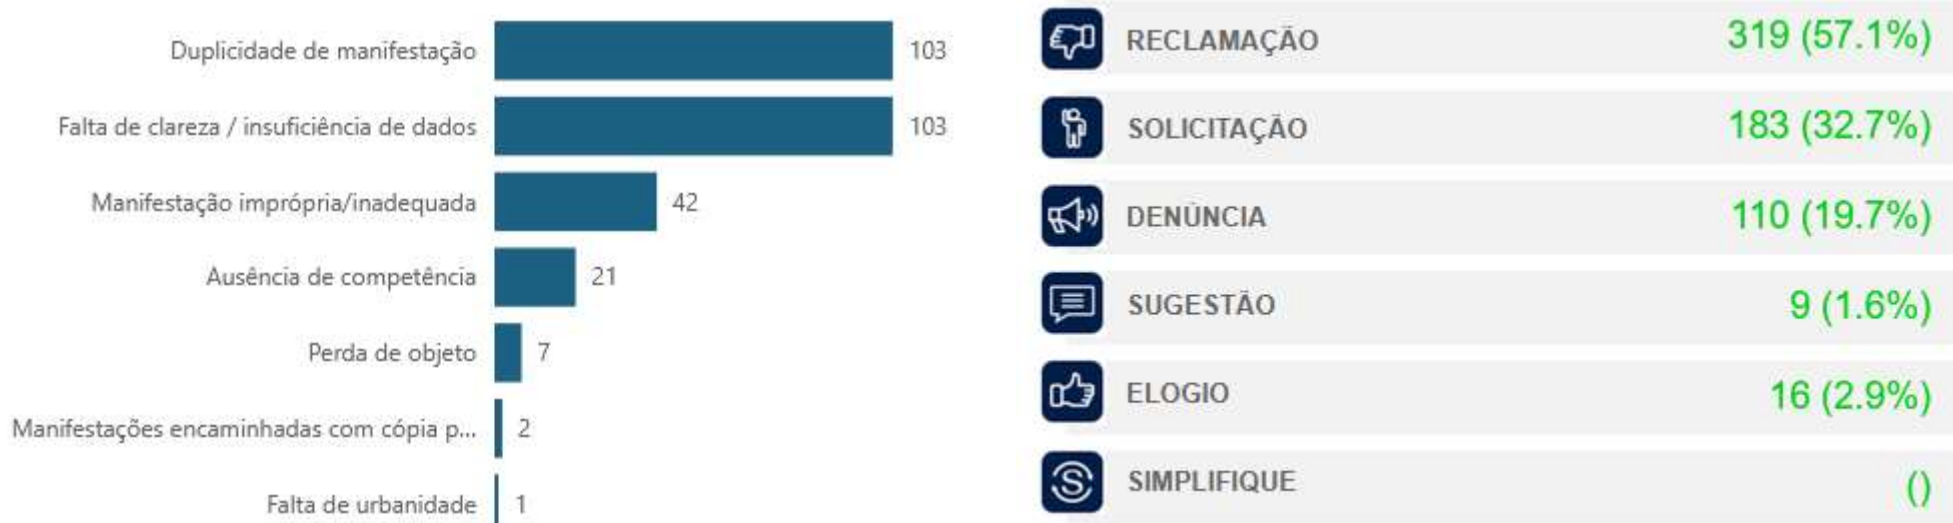 Duplicidade de manifestação 103
Falta de clareza / insuficiência de dados 103
Manifestação imprópria/inadequada 42
Ausência de competência 21
Perda de objeto 7
Manifestações encaminhadas com cópia p... 2
Falta de urbanidade 1
RECLAMAÇÃO 319 (57.1%)
SOLICITAÇÃO 183 (32.7%)
DENÚNCIA 110 (19.7%)
SUGESTÃO 9 (1.6%)
ELOGIO 16 (2.9%)
SIMPLIFIQUE ()